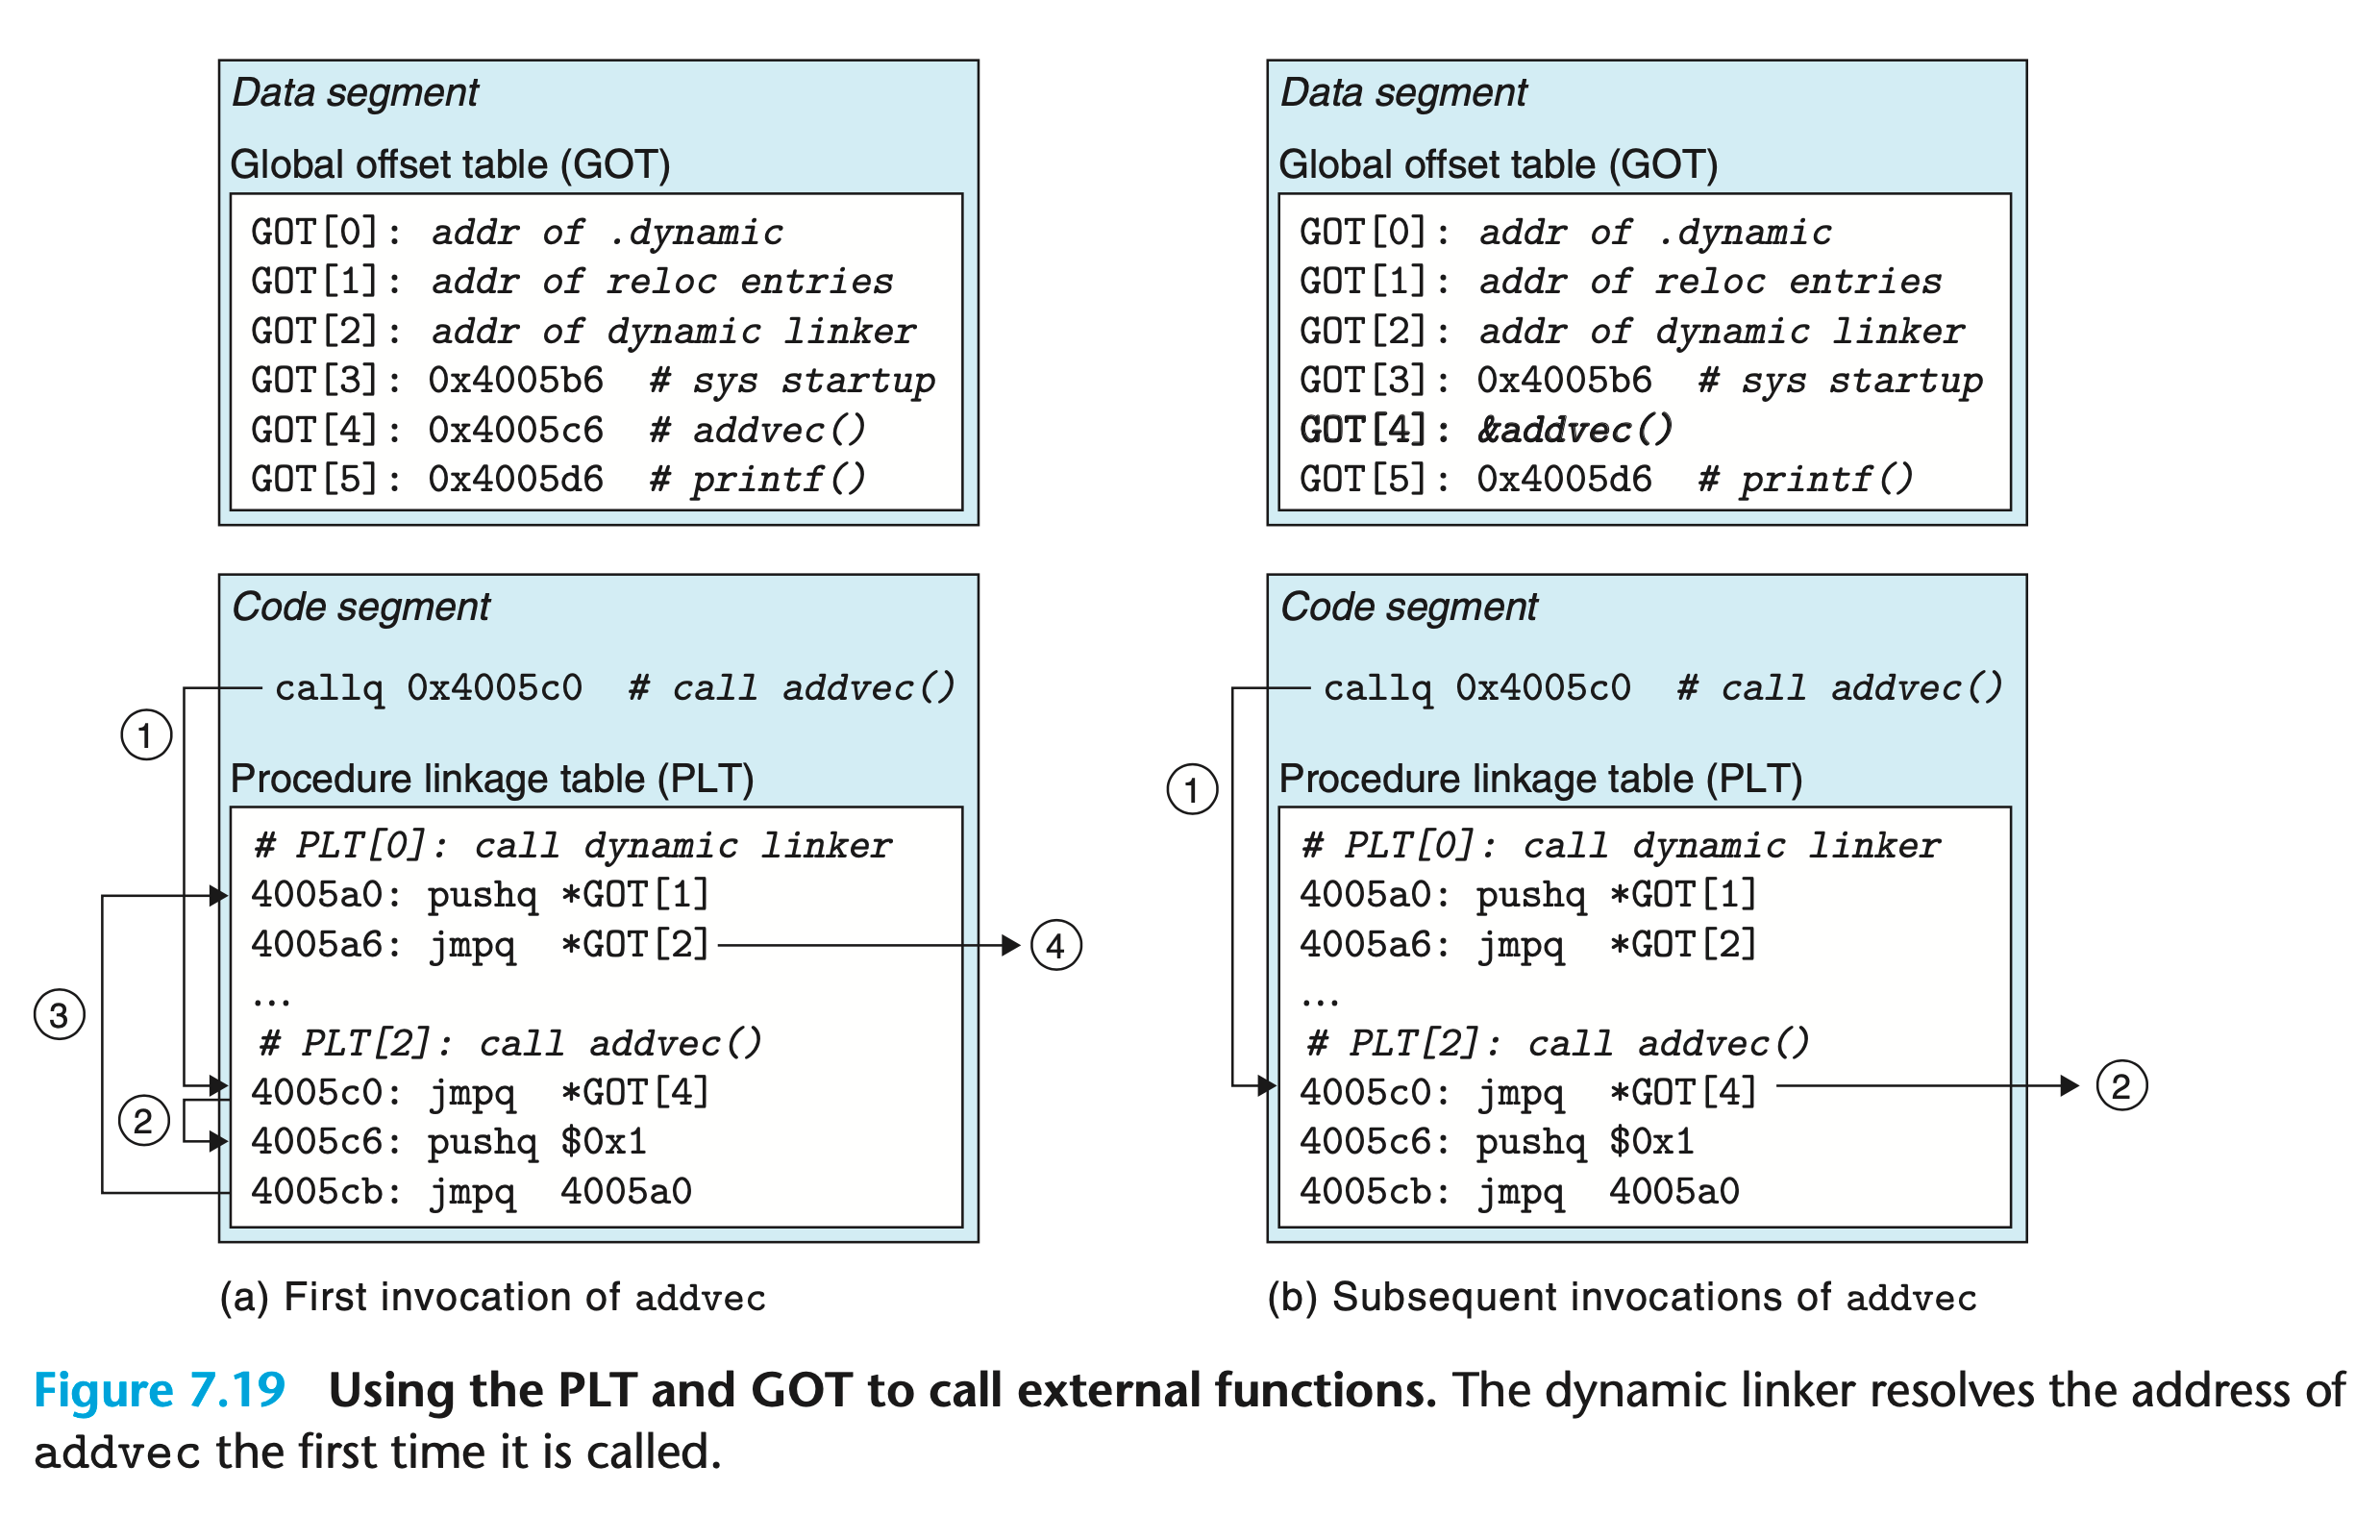 Data segment
Global offset table (GOT)
GOT[0]: addr of .dynamic
GOT[1]: addr of reloc entries
GOT[2]: addr of dynamic linker
GOT[3]: 0x4005b6 # sys startup
GOT[4]: 0x4005c6 # addvec()
GOT[5]: 0x4005d6 # printf()
Code segment
callq 0x4005c0 # call addvec()
1
Procedure linkage table (PLT)
# PLT[0]: call dynamic linker
4005a0: pushq *GOT[1]
4005a6: jmpq *GOT[2]
4
...
3
# PLT[2]: call addvec()
4005c0: jmpq *GOT[4]
2
4005c6: pushq $0x1
4005cb: jmpq 4005a0
(a) First invocation of addvec
Data segment
Global offset table (GOT)
GOT[0]: addr of .dynamic
GOT[1]: addr of reloc entries
GOT[2]: addr of dynamic linker
GOT[3]: 0x4005b6 # sys startup
GOT[4]: &addvec()
GOT[5]: 0x4005d6 # printf()
Code segment
callq 0x4005c0 # call addvec()
1
Procedure linkage table (PLT)
# PLT[0]: call dynamic linker
4005a0: pushq *GOT[1]
4005a6: jmpq *GOT[2]
...
# PLT[2]: call addvec()
4005c0: jmpq *GOT[4]
2
4005c6: pushq $0x1
4005cb: jmpq 4005a0
(b) Subsequent invocations of addvec
Figure 7.19 Using the PLT and GOT to call external functions. The dynamic linker resolves the address of
addvec the first time it is called.